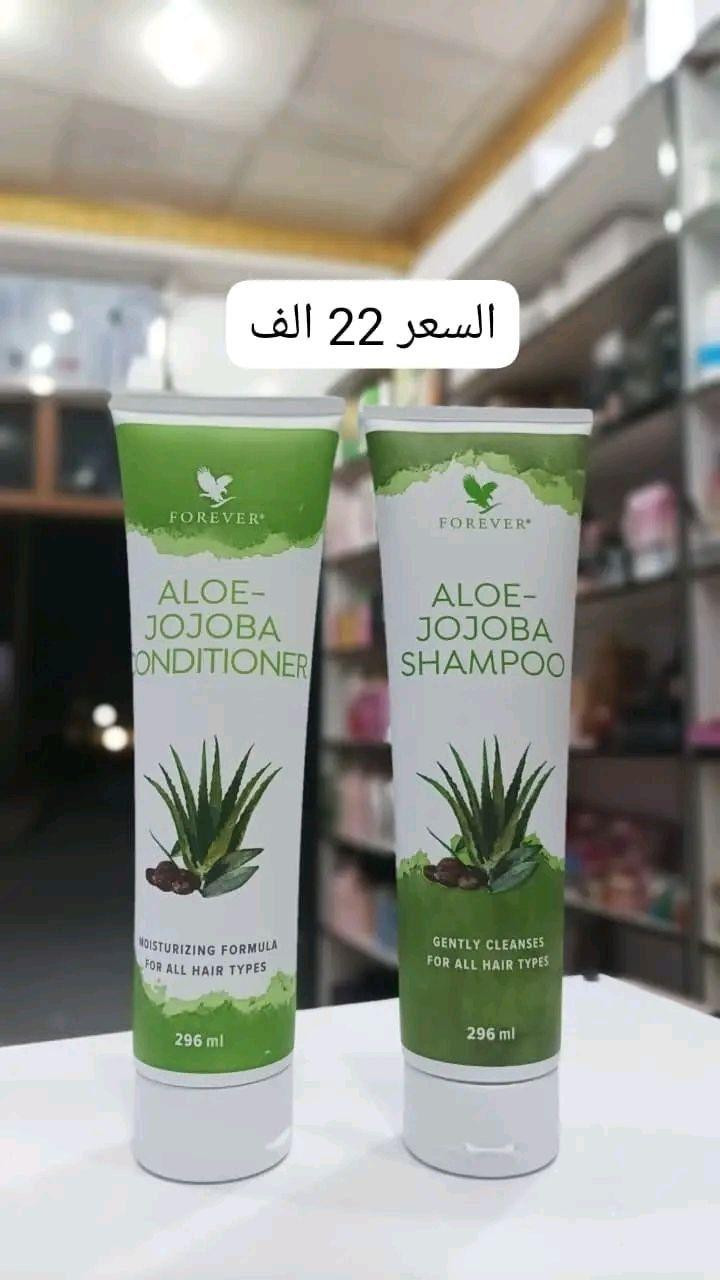 السعر 22 الف
FOREVER®
ALOE-
JOJOBA
CONDITIONER
MOISTURIZING FORMULA
FOR ALL HAIR TYPES
296 ml
FOREVER®
ALOE-
JOJOBA
SHAMPOO
GENTLY CLEANSES
FOR ALL HAIR TYPES
296 ml